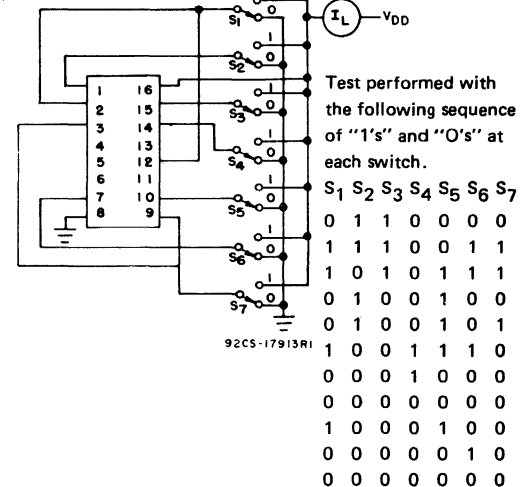 I_L V_DD
S1 1 0
S2 1 0
S3 1 0
S4 1 0
S5 1 0
S6 1 0
S7 1 0
1 16
2 15
3 14
4 13
5 12
6 11
7 10
8 9
92CS-17913R1
Test performed with
the following sequence
of "1's" and "0's" at
each switch.
S1 S2 S3 S4 S5 S6 S7
0 1 1 0 0 0 0
1 1 1 0 0 1 1
1 0 1 0 1 1 1
0 1 0 0 1 0 0
0 1 0 0 1 0 1
1 0 0 1 1 1 0
0 0 0 1 0 0 0
0 0 0 0 0 0 0
1 0 0 0 1 0 0
0 0 0 0 0 1 0
0 0 0 0 0 0 0